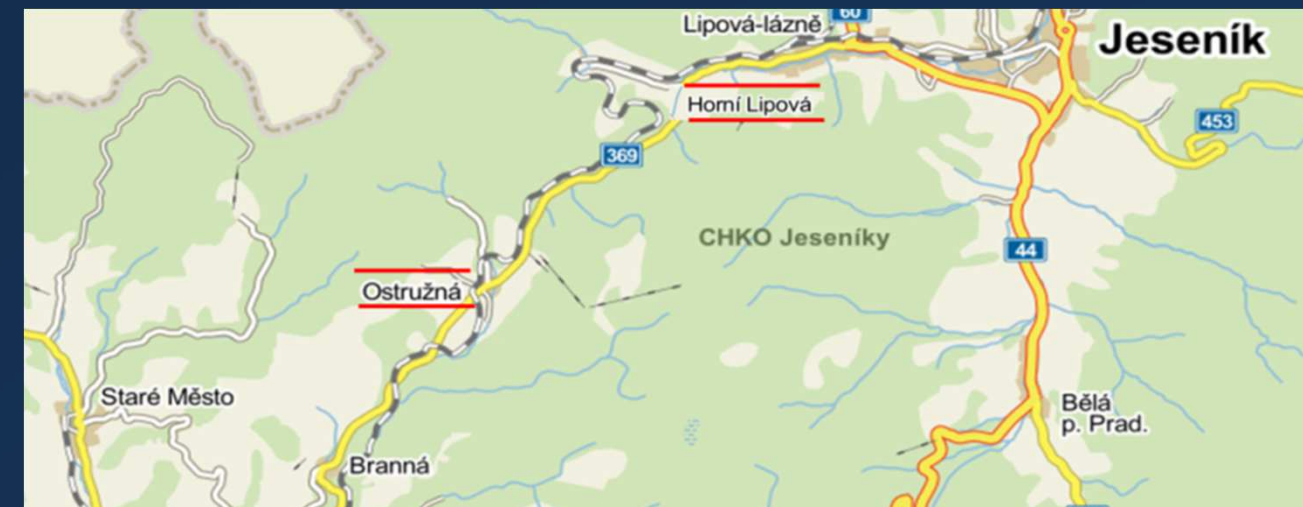 60
Lipová-lázně
Jeseník
Horní Lipová
453
369
CHKO Jeseníky
44
Ostružná
Staré Město
Bělá
p. Prad.
Branná